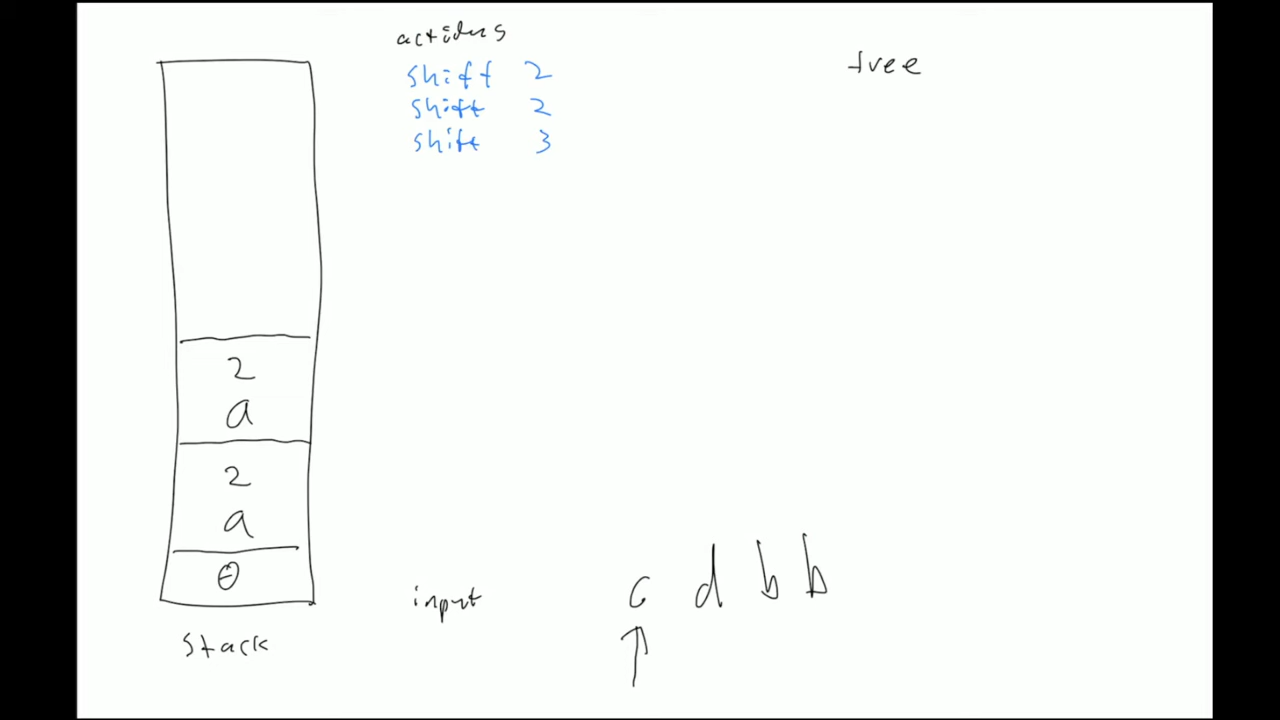 actions
shift 2
shift 2
shift 3
tree
2
a
2
a
0
stack
input
c d b b